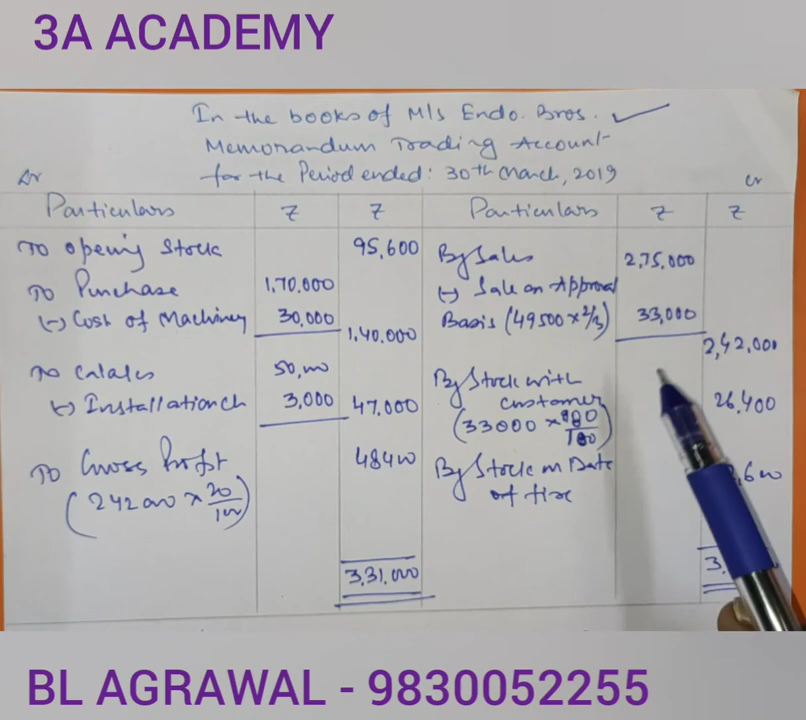 3A ACADEMY
In the books of M/s Endo. Bros.
Memorandum Trading Account
for the Period ended: 30th March, 2019
Dr
Cr
Particulars ₹ ₹ Particulars ₹ ₹
To Opening Stock 95,600
By Sales 2,75,000
To Purchase 1,70,000
(-) Sale on Approval
(-) Cost of Machinery 30,000 1,40,000
Basis (49500 × 2/3) 33,000 2,42,000
To 50,000
(-) Installation ch 3,000 47,000
By Stock with
customer 26,400
(33000 × 80/100)
To Gross Profit 48400
(242000 × 20/100)
By Stock on Date
of fire
3,31,000
BL AGRAWAL - 9830052255